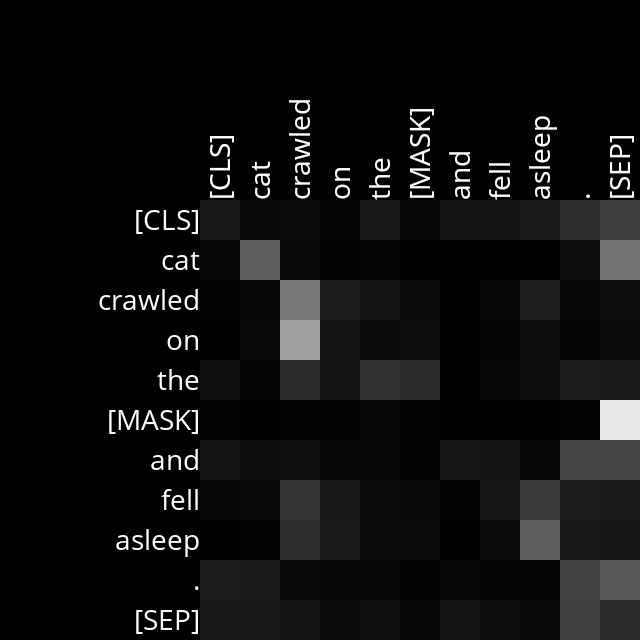 [CLS] cat crawled on the [MASK] and fell asleep . [SEP]
[CLS]
cat
crawled
on
the
[MASK]
and
fell
asleep
.
[SEP]